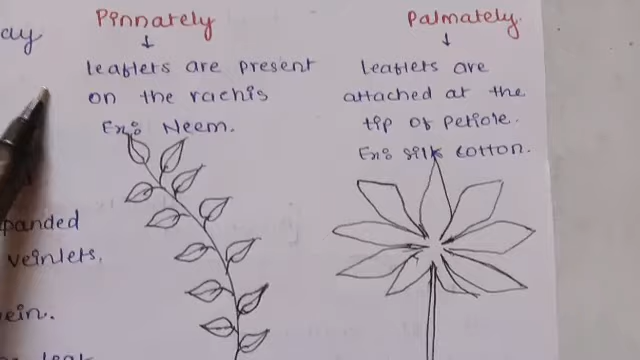 ay
Pinnately
leaflets are present
on the rachis
Ex: Neem.
Palmately.
leaflets are
attached at the
tip of petiole.
Ex: silk cotton.
panded
veinlets.
ein.
leaf